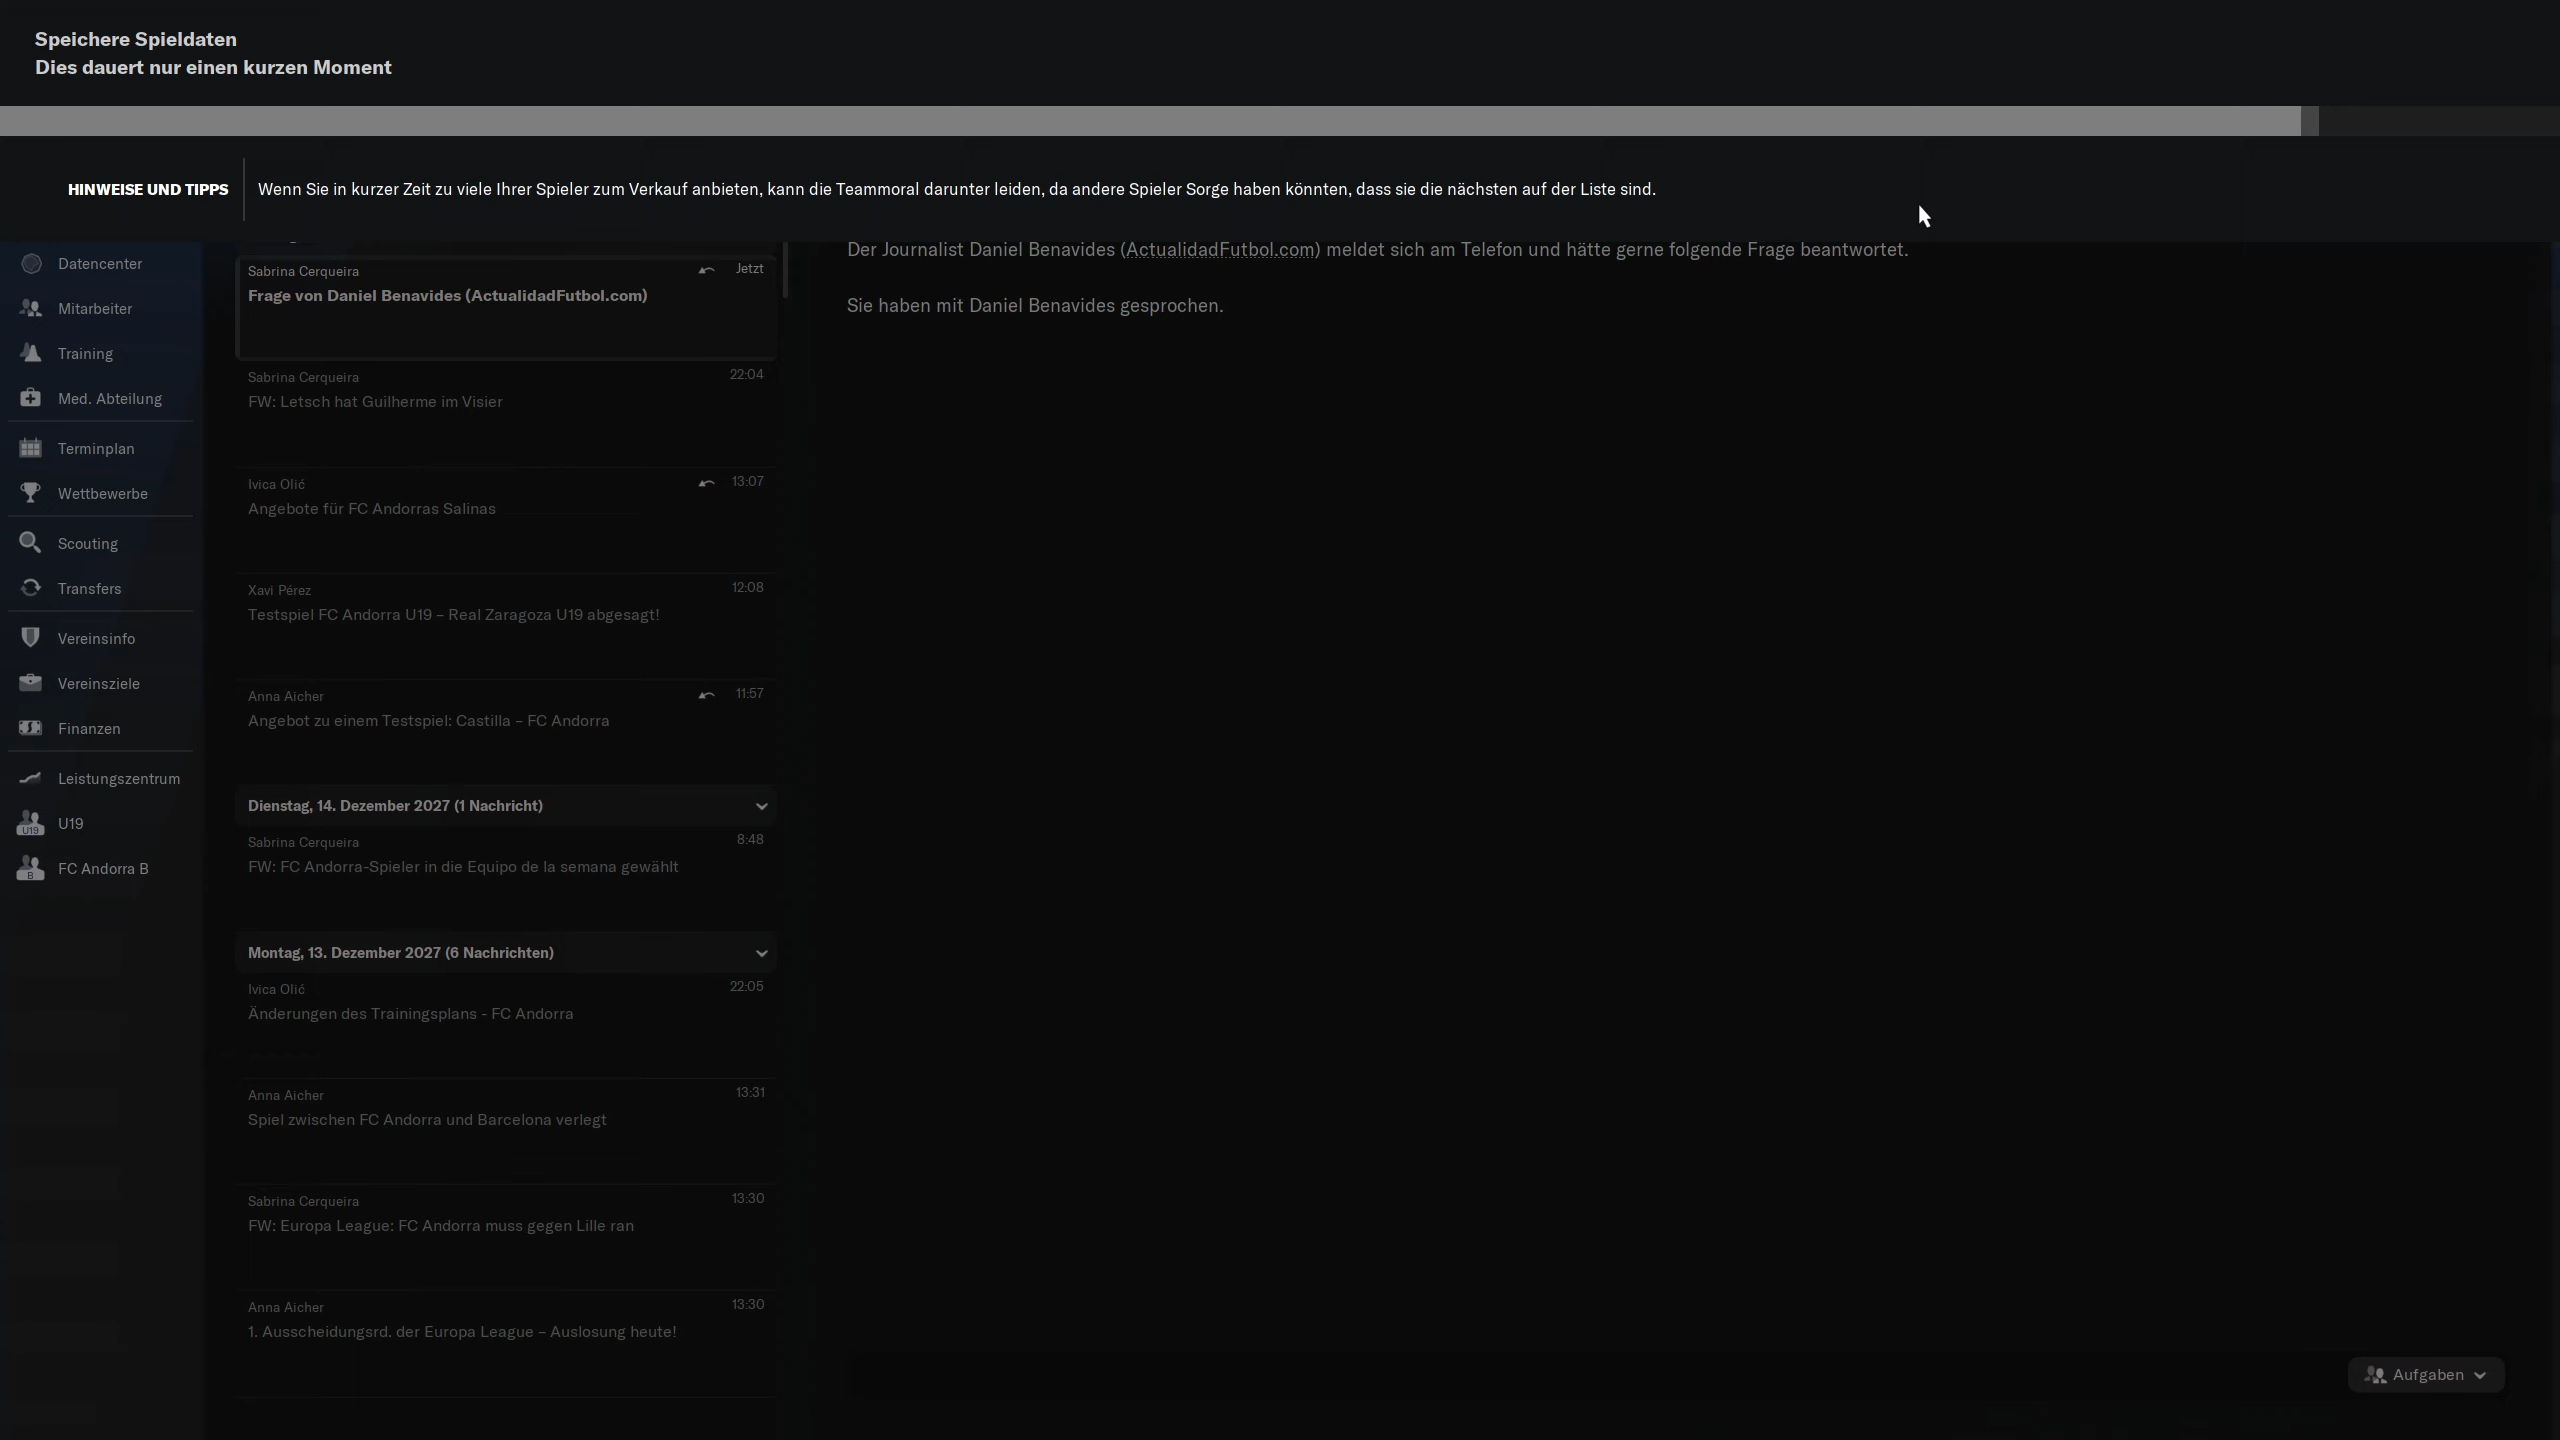 Speichere Spieldaten
Dies dauert nur einen kurzen Moment
HINWEISE UND TIPPS
Wenn Sie in kurzer Zeit zu viele Ihrer Spieler zum Verkauf anbieten, kann die Teammoral darunter leiden, da andere Spieler Sorge haben könnten, dass sie die nächsten auf der Liste sind.
Datencenter
Mitarbeiter
Training
Med. Abteilung
Terminplan
Wettbewerbe
Scouting
Transfers
Vereinsinfo
Vereinsziele
Finanzen
Leistungszentrum
U19
U19
FC Andorra B
B
Sabrina Cerqueira
Jetzt
Frage von Daniel Benavides (ActualidadFutbol.com)
Sabrina Cerqueira
22:04
FW: Letsch hat Guilherme im Visier
Ivica Olić
13:07
Angebote für FC Andorras Salinas
Xavi Pérez
12:08
Testspiel FC Andorra U19 – Real Zaragoza U19 abgesagt!
Anna Aicher
11:57
Angebot zu einem Testspiel: Castilla – FC Andorra
Dienstag, 14. Dezember 2027 (1 Nachricht)
Sabrina Cerqueira
8:48
FW: FC Andorra-Spieler in die Equipo de la semana gewählt
Montag, 13. Dezember 2027 (6 Nachrichten)
Ivica Olić
22:05
Änderungen des Trainingsplans - FC Andorra
Anna Aicher
13:31
Spiel zwischen FC Andorra und Barcelona verlegt
Sabrina Cerqueira
13:30
FW: Europa League: FC Andorra muss gegen Lille ran
Anna Aicher
13:30
1. Ausscheidungsrd. der Europa League – Auslosung heute!
Der Journalist Daniel Benavides (ActualidadFutbol.com) meldet sich am Telefon und hätte gerne folgende Frage beantwortet.
Sie haben mit Daniel Benavides gesprochen.
Aufgaben